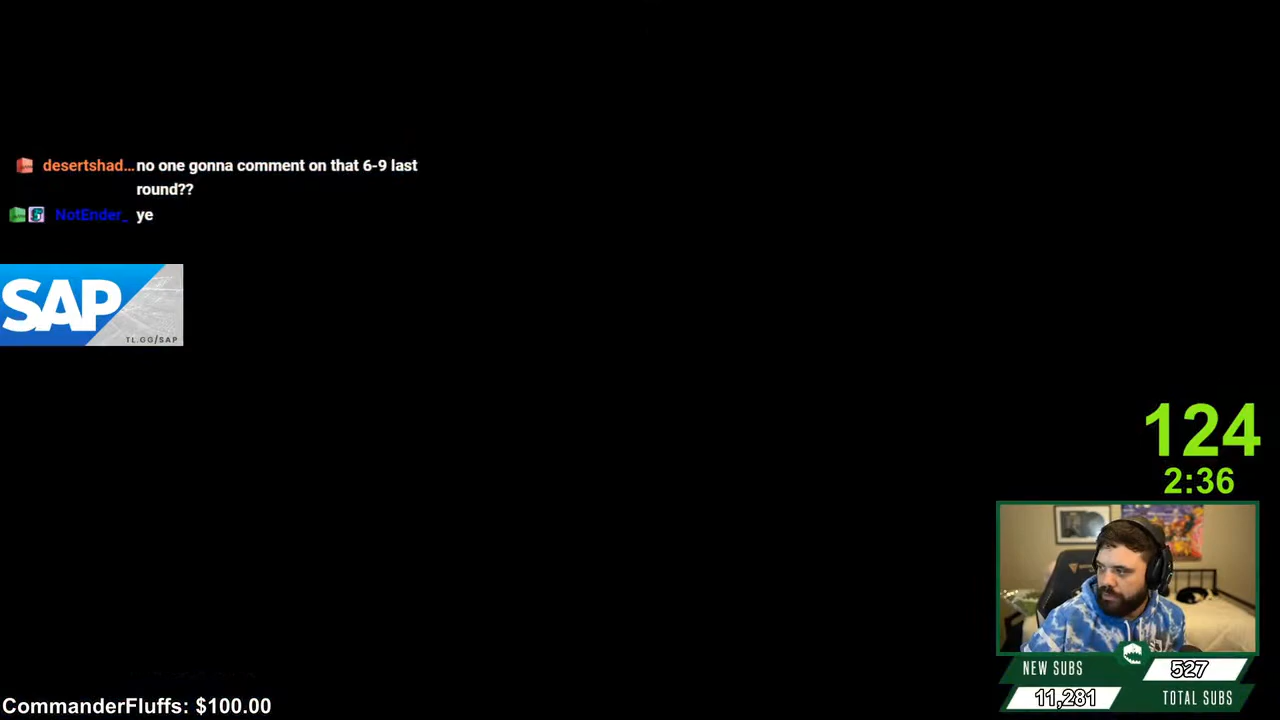 desertshad... no one gonna comment on that 6-9 last
round??
NotEnder_ ye
SAP
TL.GG/SAP
124
2:36
NEW SUBS 527
11,281 TOTAL SUBS
CommanderFluffs: $100.00